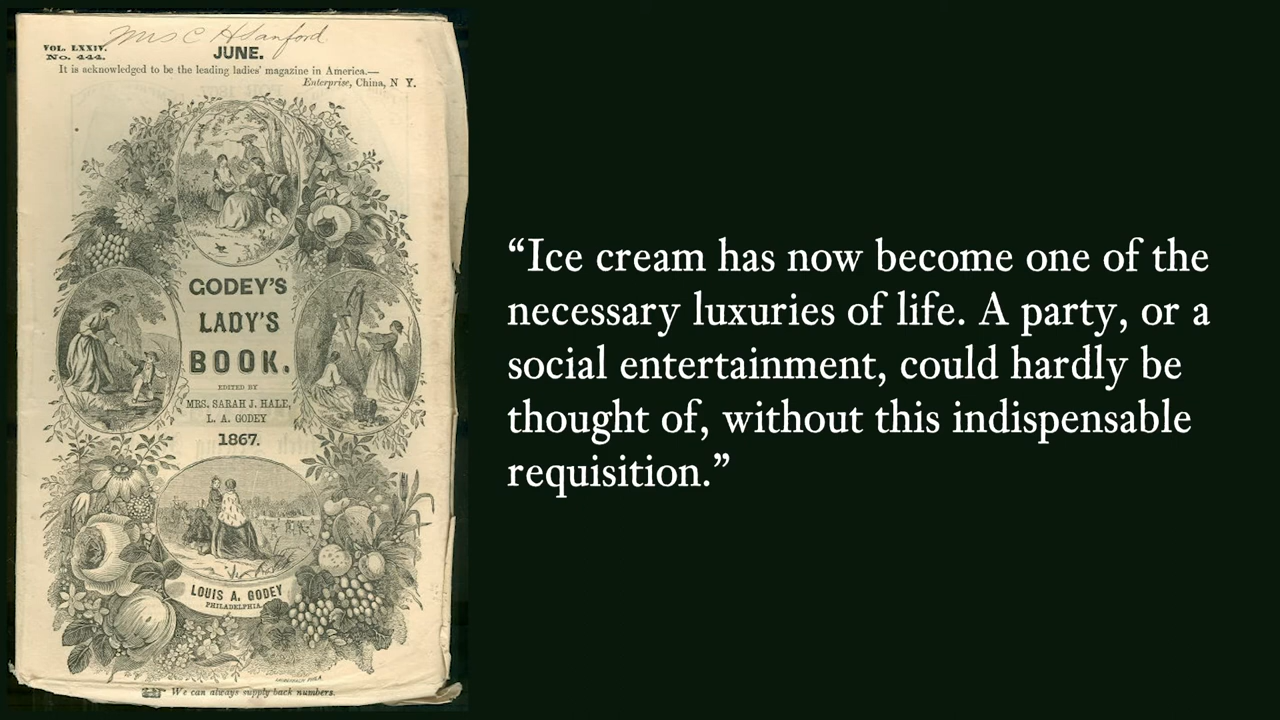 Mrs C H Sanford
VOL. LXXIV.
No. 444.
JUNE.
It is acknowledged to be the leading ladies' magazine in America.—
Enterprise, China, N Y.
GODEY'S
LADY'S
BOOK.
EDITED BY
MRS. SARAH J. HALE,
L. A. GODEY
1867.
LOUIS A. GODEY
PHILADELPHIA.
We can always supply back numbers.
“Ice cream has now become one of the
necessary luxuries of life. A party, or a
social entertainment, could hardly be
thought of, without this indispensable
requisition.”